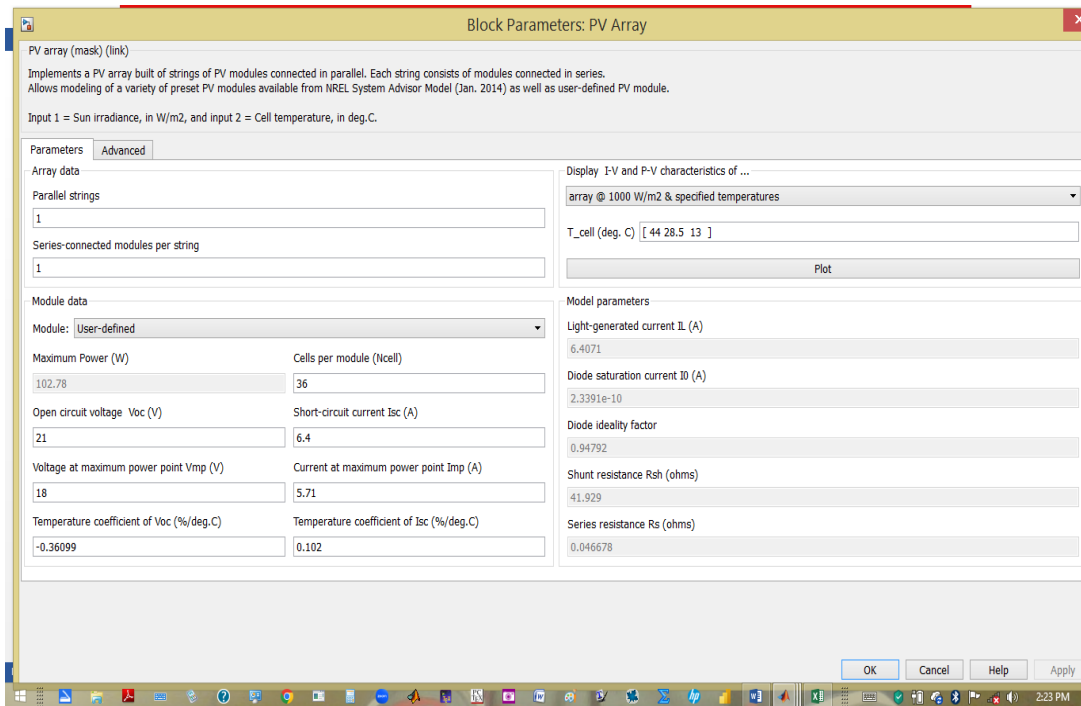 Block Parameters: PV Array
PV array (mask) (link)
Implements a PV array built of strings of PV modules connected in parallel. Each string consists of modules connected in series.
Allows modeling of a variety of preset PV modules available from NREL System Advisor Model (Jan. 2014) as well as user-defined PV module.
Input 1 = Sun irradiance, in W/m2, and input 2 = Cell temperature, in deg.C.
Parameters
Advanced
Array data
Parallel strings
1
Series-connected modules per string
1
Display I-V and P-V characteristics of ...
array @ 1000 W/m2 & specified temperatures
T_cell (deg. C) [ 44 28.5 13 ]
Plot
Module data
Module: User-defined
Maximum Power (W)
102.78
Cells per module (Ncell)
36
Open circuit voltage Voc (V)
21
Short-circuit current Isc (A)
6.4
Voltage at maximum power point Vmp (V)
18
Current at maximum power point Imp (A)
5.71
Temperature coefficient of Voc (%/deg.C)
-0.36099
Temperature coefficient of Isc (%/deg.C)
0.102
Model parameters
Light-generated current IL (A)
6.4071
Diode saturation current I0 (A)
2.3391e-10
Diode ideality factor
0.94792
Shunt resistance Rsh (ohms)
41.929
Series resistance Rs (ohms)
0.046678
OK
Cancel
Help
Apply
2:23 PM